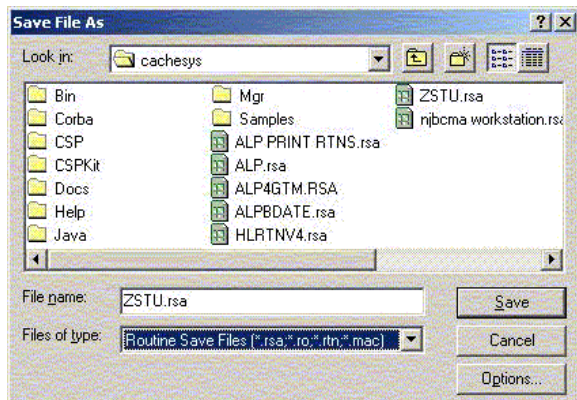 Save File As
Look in: cachesys
Bin
Corba
CSP
CSPKit
Docs
Help
Java
Mgr
Samples
ALP PRINT RTNS.rsa
ALP.rsa
ALP4GTM.RSA
ALPBDATE.rsa
HLRTNV4.rsa
ZSTU.rsa
njbcma workstation.rsa
File name: ZSTU.rsa
Save
Files of type: Routine Save Files (*.rsa;*.ro;*.rtn;*.mac)
Cancel
Options...